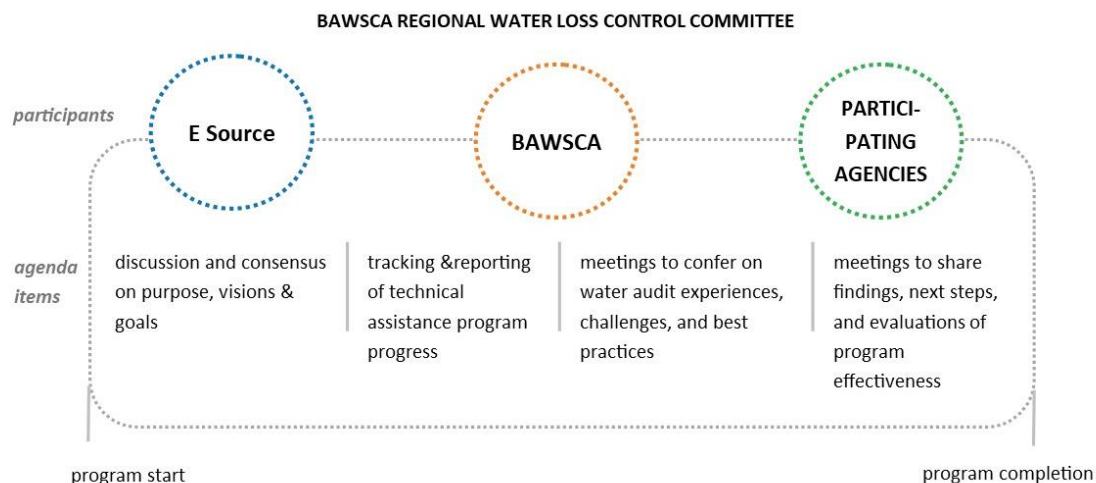 BAWSCA REGIONAL WATER LOSS CONTROL COMMITTEE
participants
E Source
BAWSCA
PARTICI-
PATING
AGENCIES
agenda
items
discussion and consensus
on purpose, visions &
goals
tracking &reporting
of technical
assistance program
progress
meetings to confer on
water audit experiences,
challenges, and best
practices
meetings to share
findings, next steps,
and evaluations of
program
effectiveness
program start
program completion